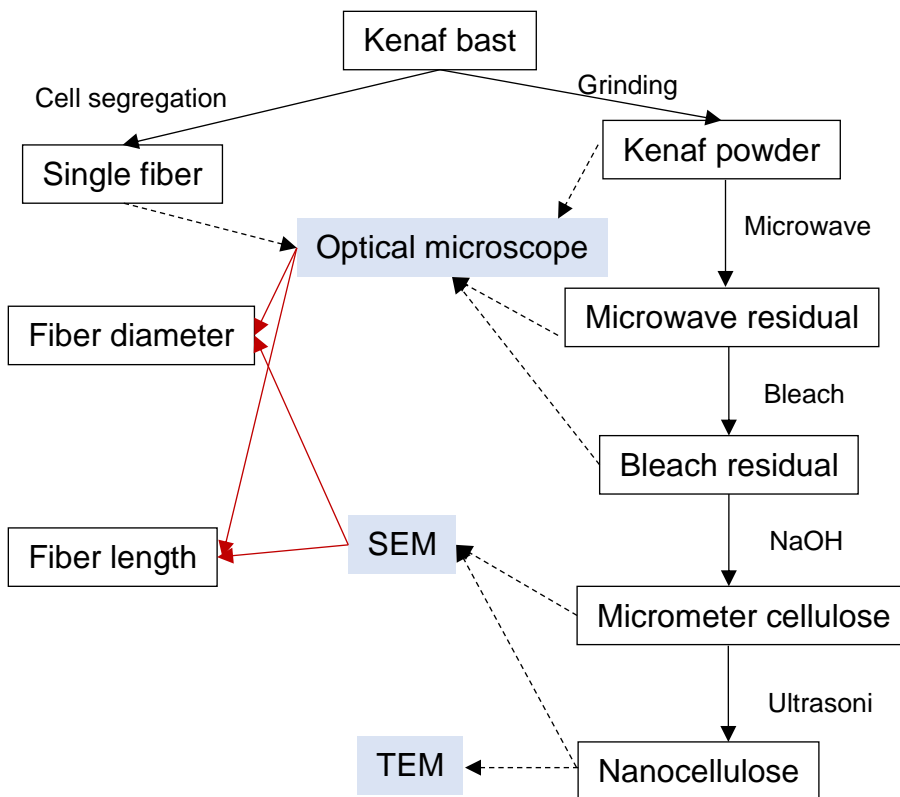 Kenaf bast
Cell segregation
Grinding
Single fiber
Kenaf powder
Optical microscope
Microwave
Fiber diameter
Microwave residual
Bleach
Bleach residual
Fiber length
SEM
NaOH
Micrometer cellulose
Ultrasoni
TEM
Nanocellulose